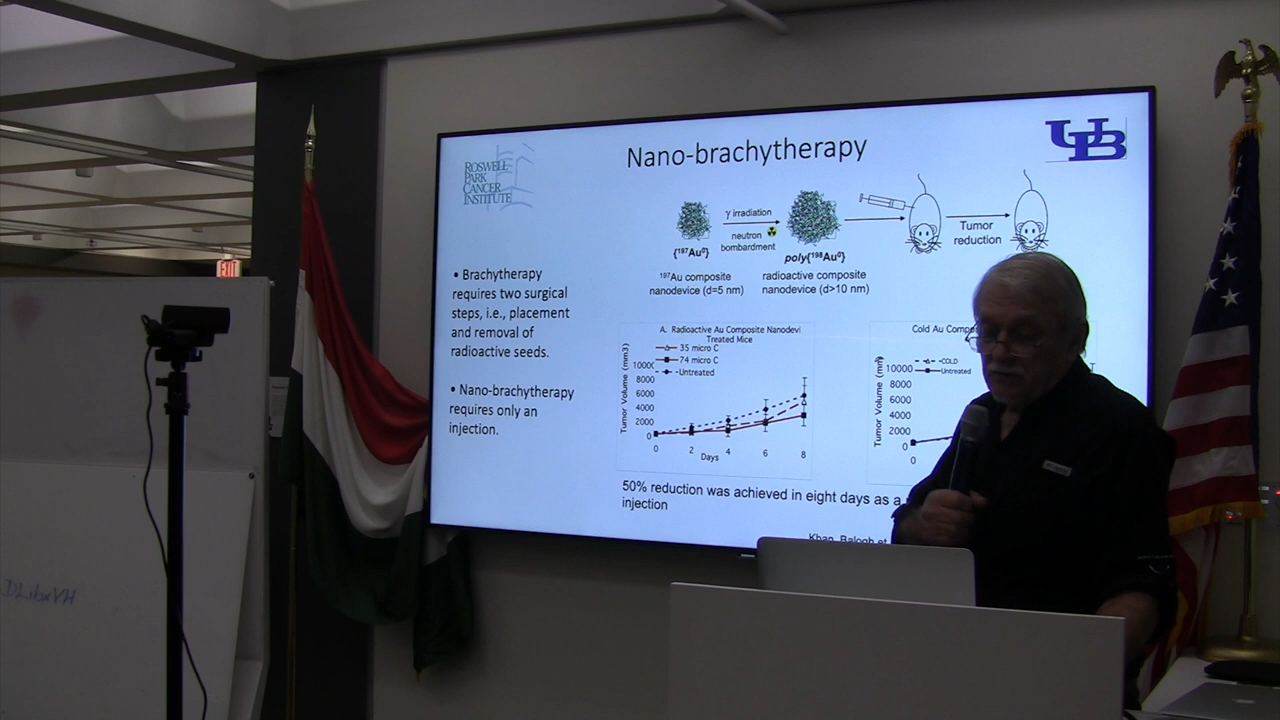 Nano-brachytherapy
ROSWELL
PARK
CANCER
INSTITUTE
UB
γ irradiation
neutron
bombardment
{¹⁹⁷Au⁰}
poly{¹⁹⁸Au⁰}
Tumor
reduction
¹⁹⁷Au composite
nanodevice (d=5 nm)
radioactive composite
nanodevice (d>10 nm)
• Brachytherapy
requires two surgical
steps, i.e., placement
and removal of
radioactive seeds.
• Nano-brachytherapy
requires only an
injection.
A. Radioactive Au Composite Nanodevi
Treated Mice
35 micro C
74 micro C
Untreated
Tumor Volume (mm3)
10000
8000
6000
4000
2000
0
0 2 4 6 8
Days
Cold Au Compos
COLD
Untreated
Tumor Volume (mm³)
10000
8000
6000
4000
2000
0
0
50% reduction was achieved in eight days as a
injection
Khan, Balogh et
EXIT